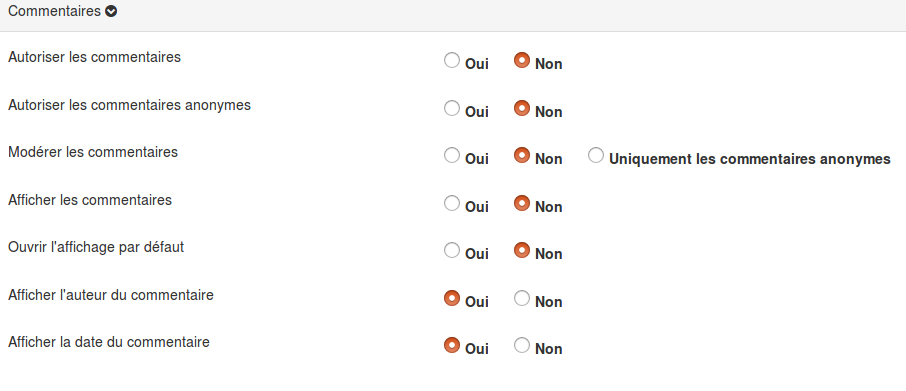 Commentaires
Autoriser les commentaires Oui Non
Autoriser les commentaires anonymes Oui Non
Modérer les commentaires Oui Non Uniquement les commentaires anonymes
Afficher les commentaires Oui Non
Ouvrir l'affichage par défaut Oui Non
Afficher l'auteur du commentaire Oui Non
Afficher la date du commentaire Oui Non